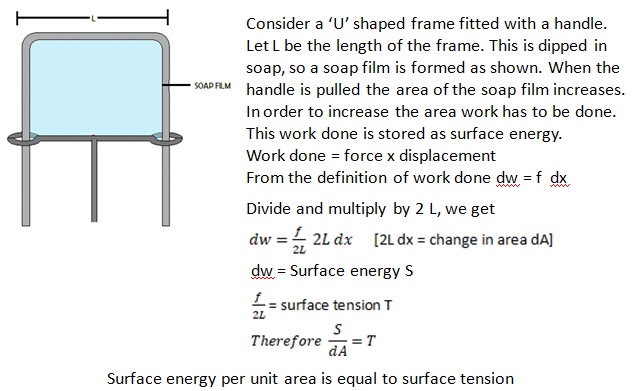 L
SOAP FILM
Consider a ‘U’ shaped frame fitted with a handle.
Let L be the length of the frame. This is dipped in
soap, so a soap film is formed as shown. When the
handle is pulled the area of the soap film increases.
In order to increase the area work has to be done.
This work done is stored as surface energy.
Work done = force x displacement
From the definition of work done dw = f dx
Divide and multiply by 2 L, we get
dw = f/2L 2L dx [2L dx = change in area dA]
dw = Surface energy S
f/2L = surface tension T
Therefore S/dA = T
Surface energy per unit area is equal to surface tension